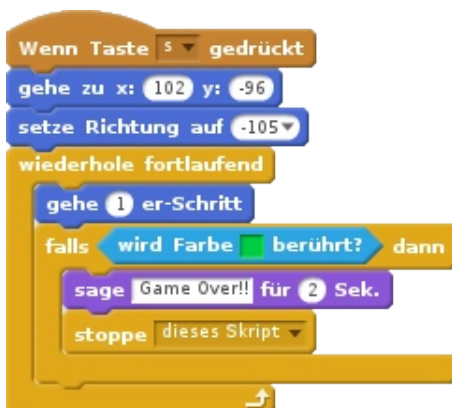 Wenn Taste s gedrückt
gehe zu x: 102 y: -96
setze Richtung auf -105
wiederhole fortlaufend
gehe 1 er-Schritt
falls wird Farbe berührt? dann
sage Game Over!! für 2 Sek.
stoppe dieses Skript